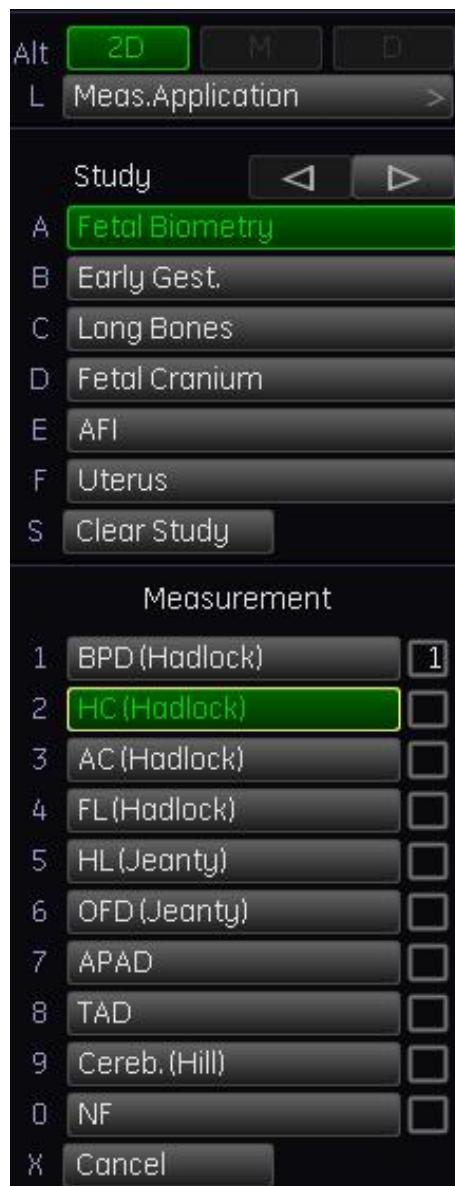 Alt 2D M D
L Meas.Application >
Study
A Fetal Biometry
B Early Gest.
C Long Bones
D Fetal Cranium
E AFI
F Uterus
S Clear Study
Measurement
1 BPD(Hadlock) 1
2 HC(Hadlock)
3 AC(Hadlock)
4 FL(Hadlock)
5 HL(Jeanty)
6 OFD(Jeanty)
7 APAD
8 TAD
9 Cereb.(Hill)
0 NF
X Cancel